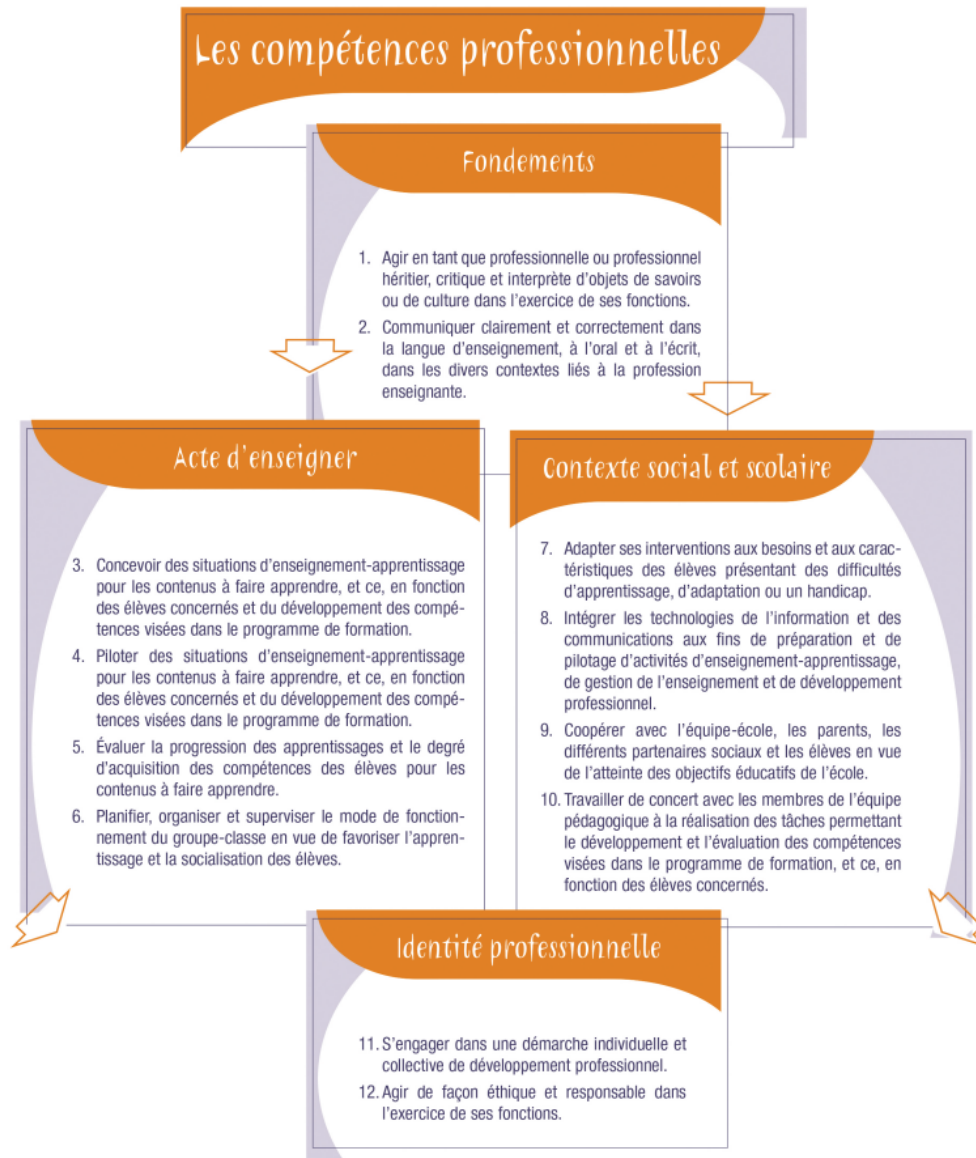 Les compétences professionnelles
Fondements
1. Agir en tant que professionnelle ou professionnel
héritier, critique et interprète d'objets de savoirs
ou de culture dans l'exercice de ses fonctions.
2. Communiquer clairement et correctement dans
la langue d'enseignement, à l'oral et à l'écrit,
dans les divers contextes liés à la profession
enseignante.
Acte d'enseigner
3. Concevoir des situations d'enseignement-apprentissage
pour les contenus à faire apprendre, et ce, en fonction
des élèves concernés et du développement des compé-
tences visées dans le programme de formation.
4. Piloter des situations d'enseignement-apprentissage
pour les contenus à faire apprendre, et ce, en fonction
des élèves concernés et du développement des compé-
tences visées dans le programme de formation.
5. Évaluer la progression des apprentissages et le degré
d'acquisition des compétences des élèves pour les
contenus à faire apprendre.
6. Planifier, organiser et superviser le mode de fonction-
nement du groupe-classe en vue de favoriser l'appren-
tissage et la socialisation des élèves.
Contexte social et scolaire
7. Adapter ses interventions aux besoins et aux carac-
téristiques des élèves présentant des difficultés
d'apprentissage, d'adaptation ou un handicap.
8. Intégrer les technologies de l'information et des
communications aux fins de préparation et de
pilotage d'activités d'enseignement-apprentissage,
de gestion de l'enseignement et de développement
professionnel.
9. Coopérer avec l'équipe-école, les parents, les
différents partenaires sociaux et les élèves en vue
de l'atteinte des objectifs éducatifs de l'école.
10. Travailler de concert avec les membres de l'équipe
pédagogique à la réalisation des tâches permettant
le développement et l'évaluation des compétences
visées dans le programme de formation, et ce, en
fonction des élèves concernés.
Identité professionnelle
11. S'engager dans une démarche individuelle et
collective de développement professionnel.
12. Agir de façon éthique et responsable dans
l'exercice de ses fonctions.